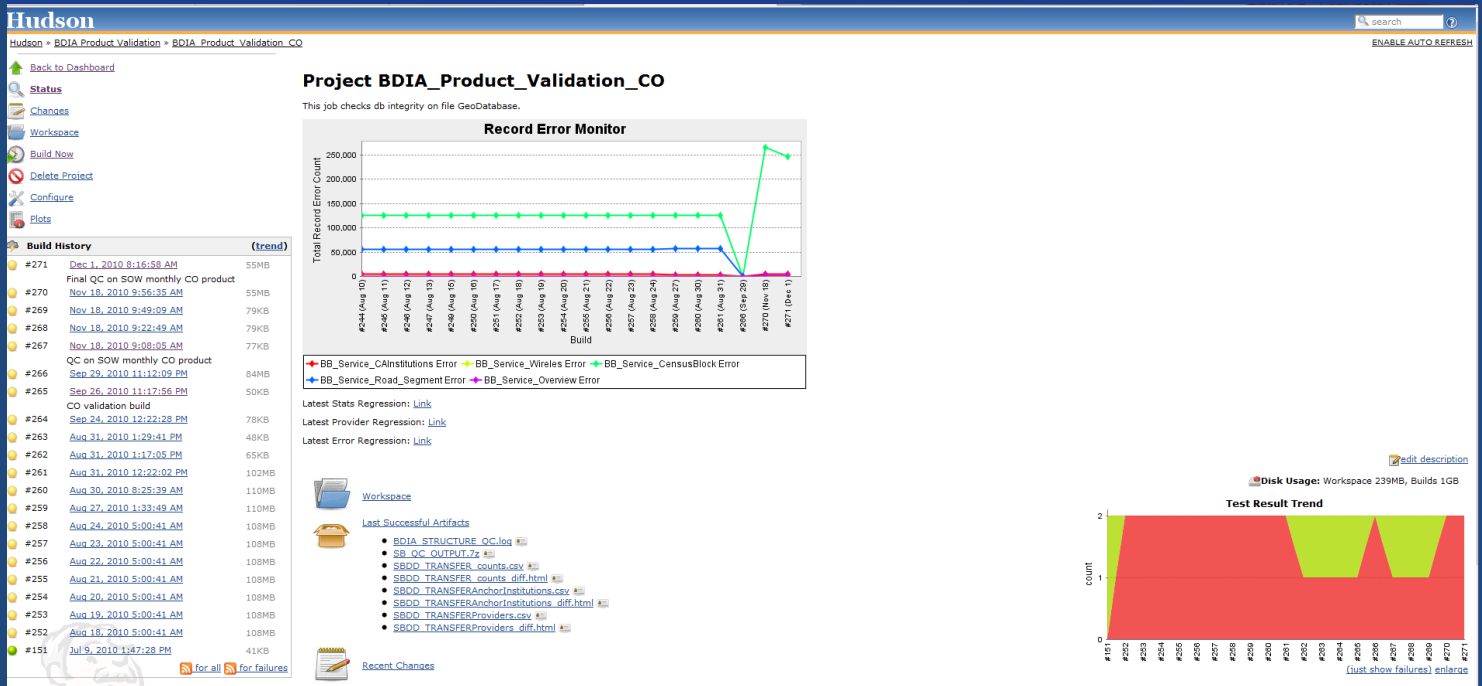 Hudson
search
Hudson » BDIA Product Validation » BDIA_Product_Validation_CO
ENABLE AUTO REFRESH
Back to Dashboard
Status
Changes
Workspace
Build Now
Delete Project
Configure
Plots
Build History (trend)
#271 Dec 1, 2010 8:16:58 AM 55MB
Final QC on SOW monthly CO product
#270 Nov 18, 2010 9:56:35 AM 55MB
#269 Nov 18, 2010 9:49:09 AM 79KB
#268 Nov 18, 2010 9:22:49 AM 79KB
#267 Nov 18, 2010 9:08:05 AM 77KB
QC on SOW monthly CO product
#266 Sep 29, 2010 11:12:09 PM 84MB
#265 Sep 26, 2010 11:17:56 PM 50KB
CO validation build
#264 Sep 24, 2010 12:22:28 PM 78KB
#263 Aug 31, 2010 1:29:41 PM 48KB
#262 Aug 31, 2010 1:17:05 PM 65KB
#261 Aug 31, 2010 12:22:02 PM 102MB
#260 Aug 30, 2010 8:25:39 AM 110MB
#259 Aug 27, 2010 1:33:49 AM 110MB
#258 Aug 24, 2010 5:00:41 AM 108MB
#257 Aug 23, 2010 5:00:41 AM 108MB
#256 Aug 22, 2010 5:00:41 AM 108MB
#255 Aug 21, 2010 5:00:41 AM 108MB
#254 Aug 20, 2010 5:00:41 AM 108MB
#253 Aug 19, 2010 5:00:41 AM 108MB
#252 Aug 18, 2010 5:00:41 AM 108MB
#151 Jul 9, 2010 1:47:28 PM 41KB
for all for failures
Project BDIA_Product_Validation_CO
This job checks db integrity on file GeoDatabase.
Record Error Monitor
Total Record Error Count
250,000
200,000
150,000
100,000
50,000
0
#244 (Aug 10)
#245 (Aug 11)
#246 (Aug 12)
#247 (Aug 13)
#249 (Aug 15)
#250 (Aug 16)
#251 (Aug 17)
#252 (Aug 18)
#253 (Aug 19)
#254 (Aug 20)
#255 (Aug 21)
#256 (Aug 22)
#257 (Aug 23)
#258 (Aug 24)
#259 (Aug 27)
#260 (Aug 30)
#261 (Aug 31)
#266 (Sep 29)
#270 (Nov 18)
#271 (Dec 1)
Build
BB_Service_CAInstitutions Error BB_Service_Wireles Error BB_Service_CensusBlock Error
BB_Service_Road_Segment Error BB_Service_Overview Error
Latest Stats Regression: Link
Latest Provider Regression: Link
Latest Error Regression: Link
Workspace
Last Successful Artifacts
BDIA_STRUCTURE_QC.log
SB_QC_OUTPUT.7z
SBDD_TRANSFER_counts.csv
SBDD_TRANSFER_counts_diff.html
SBDD_TRANSFERAnchorInstitutions.csv
SBDD_TRANSFERAnchorInstitutions_diff.html
SBDD_TRANSFERProviders.csv
SBDD_TRANSFERProviders_diff.html
Recent Changes
edit description
Disk Usage: Workspace 239MB, Builds 1GB
Test Result Trend
count
2
1
0
#151
#252
#253
#254
#255
#256
#257
#258
#259
#260
#261
#262
#263
#264
#265
#266
#267
#268
#269
#270
#271
(just show failures) enlarge